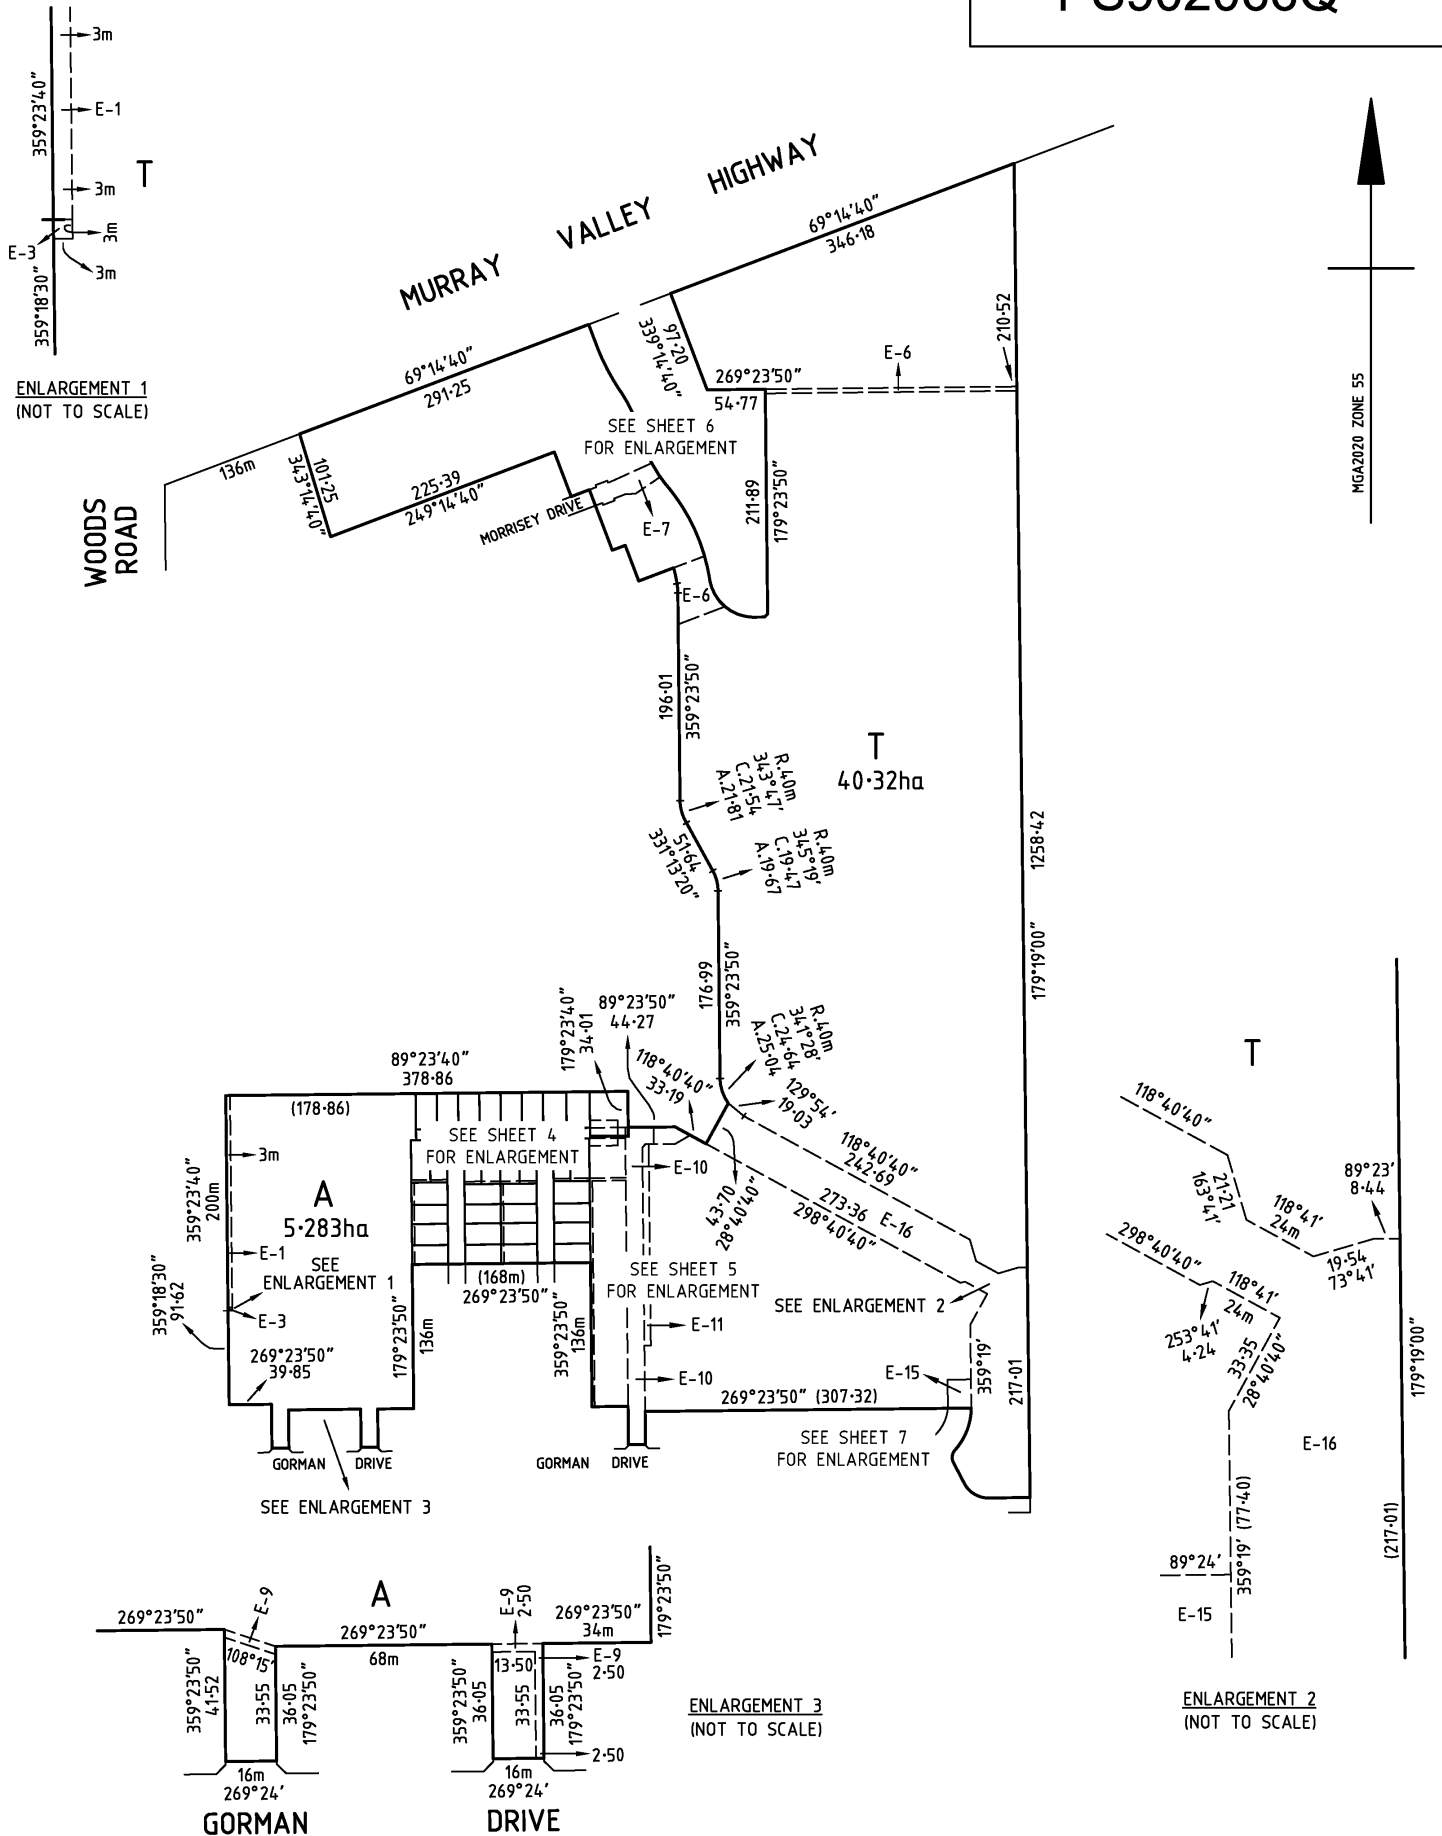 3m
359°23'40"
E-1
T
3m
3m
E-3
3m
359°18'30"
ENLARGEMENT 1
(NOT TO SCALE)
MURRAY VALLEY HIGHWAY
69°14'40"
346·18
97·20
339°14'40"
210·52
E-6
269°23'50"
54·77
69°14'40"
291·25
SEE SHEET 6
FOR ENLARGEMENT
136m
101·25
343°14'40"
225·39
249°14'40"
211·89
179°23'50"
MGA2020 ZONE 55
WOODS
ROAD
MORRISEY DRIVE
E-7
E-6
196·01
359°23'50"
T
40·32ha
R.40m
343°47'
C.21·54
A.21·81
51·64
331°13'20"
R.40m
345°19'
C.19·47
A.19·67
1258·42
179°19'00"
176·99
359°23'50"
R.40m
341°28'
C.24·64
A.25·04
129°54'
19·03
179°23'40"
34·01
89°23'50"
44·27
118°40'40"
33·19
89°23'40"
378·86
(178·86)
SEE SHEET 4
FOR ENLARGEMENT
3m
359°23'40"
200m
A
5·283ha
E-1
SEE
ENLARGEMENT 1
E-3
359°18'30"
91·62
269°23'50"
39·85
179°23'50"
136m
(168m)
269°23'50"
359°23'50"
136m
E-10
43·70
28°40'40"
118°40'40"
242·69
273·36
298°40'40"
E-16
SEE SHEET 5
FOR ENLARGEMENT
SEE ENLARGEMENT 2
E-11
E-10
E-15
359°19'
217·01
269°23'50" (307·32)
SEE SHEET 7
FOR ENLARGEMENT
GORMAN DRIVE
GORMAN DRIVE
SEE ENLARGEMENT 3
T
118°40'40"
21·21
163°41'
118°41'
24m
89°23'
8·44
19·54
73°41'
298°40'40"
118°41'
24m
253°41'
4·24
33·35
28°40'40"
179°19'00"
E-16
359°19' (77·40)
(217·01)
89°24'
E-15
ENLARGEMENT 2
(NOT TO SCALE)
A
269°23'50"
E-9
108°15'
269°23'50"
68m
E-9
2·50
269°23'50"
34m
179°23'50"
13·50
E-9
2·50
359°23'50"
41·52
33·55
36·05
179°23'50"
359°23'50"
36·05
33·55
36·05
179°23'50"
2·50
16m
269°24'
16m
269°24'
GORMAN DRIVE
ENLARGEMENT 3
(NOT TO SCALE)